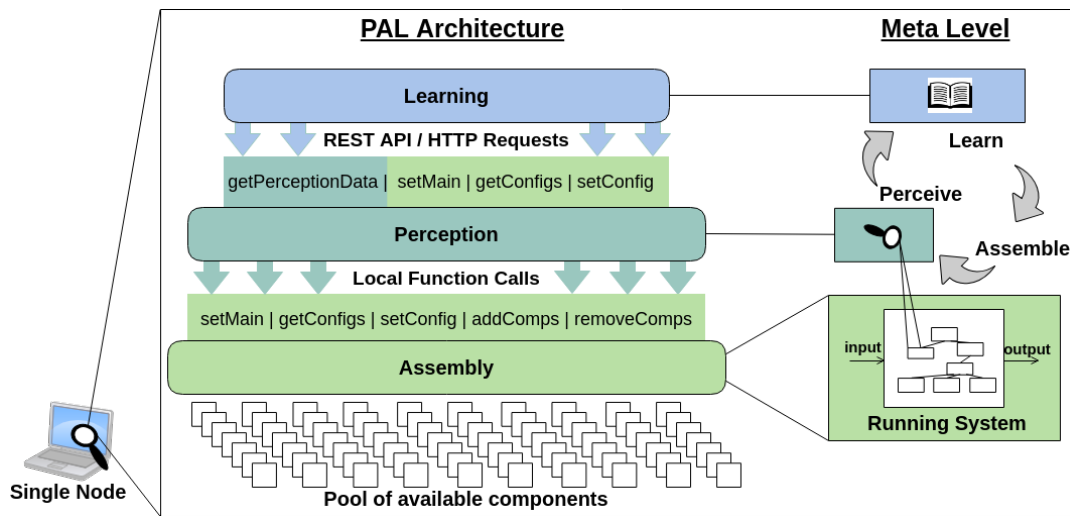 PAL Architecture
Meta Level
Learning
REST API / HTTP Requests
Learn
getPerceptionData | setMain | getConfigs | setConfig
Perceive
Perception
Assemble
Local Function Calls
setMain | getConfigs | setConfig | addComps | removeComps
input
output
Assembly
Running System
Single Node
Pool of available components